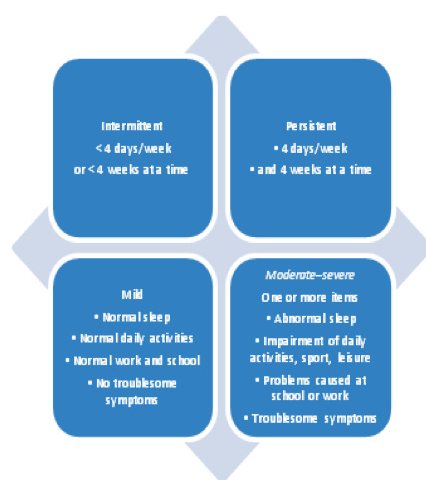 Intermittent
< 4 days/week
or < 4 weeks at a time
Persistent
• 4 days/week
• and 4 weeks at a time
Mild
• Normal sleep
• Normal daily activities
• Normal work and school
• No troublesome
symptoms
Moderate–severe
One or more items
• Abnormal sleep
• Impairment of daily
activities, sport, leisure
• Problems caused at
school or work
• Troublesome symptoms